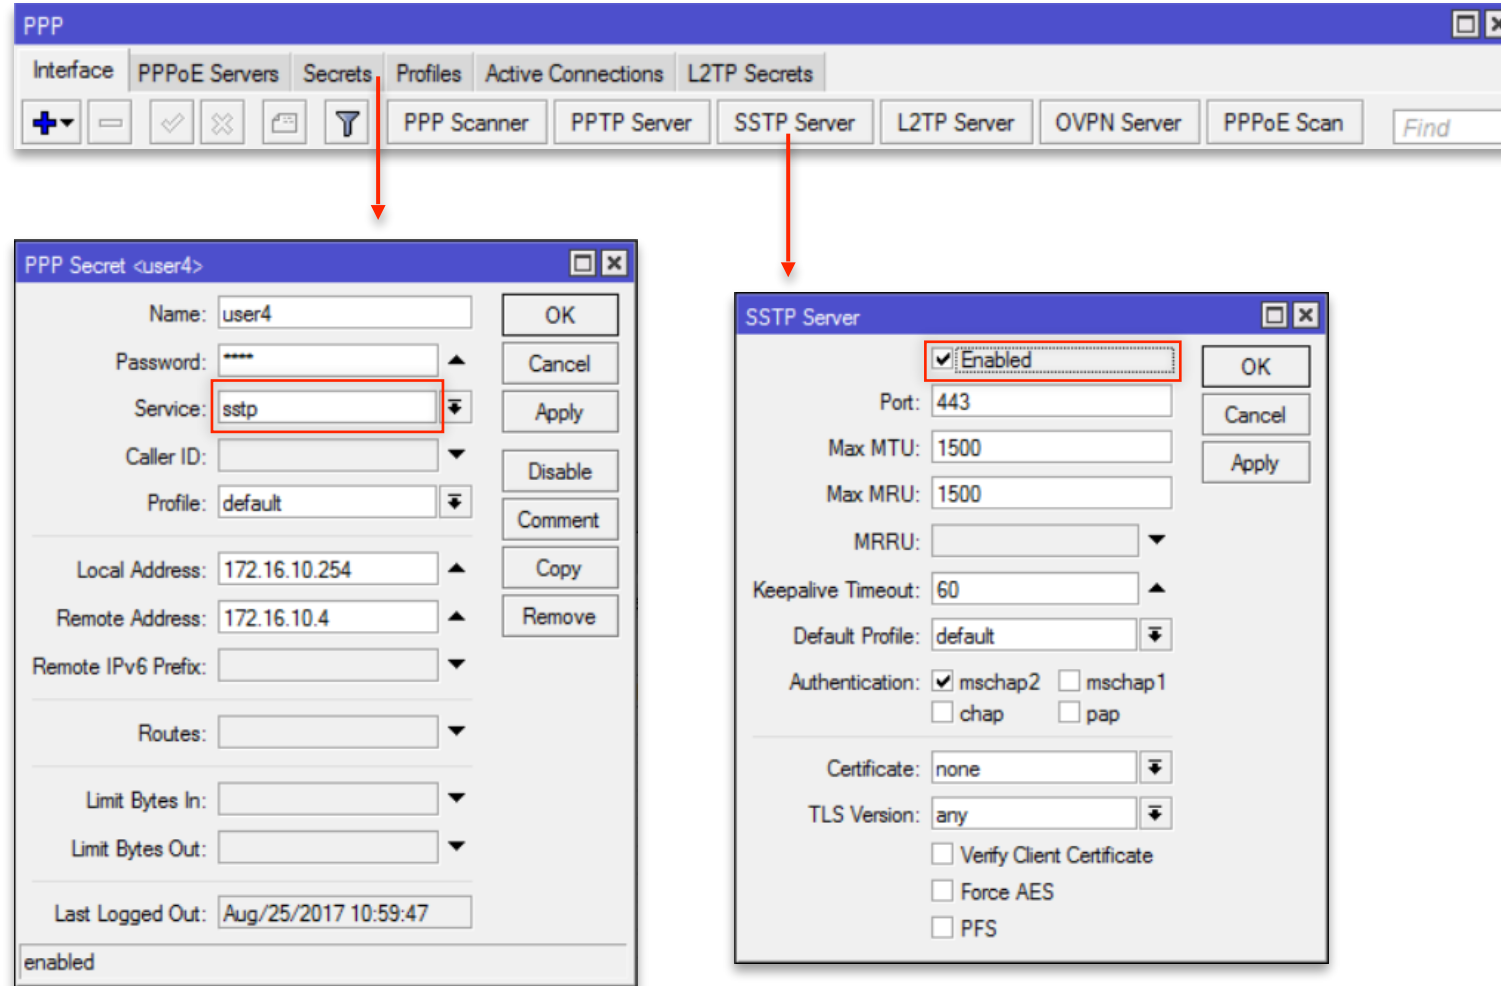 PPP
Interface PPPoE Servers Secrets Profiles Active Connections L2TP Secrets
PPP Scanner PPTP Server SSTP Server L2TP Server OVPN Server PPPoE Scan Find
PPP Secret <user4>
Name: user4 OK
Password: **** Cancel
Service: sstp Apply
Caller ID:
Disable
Profile: default
Comment
Local Address: 172.16.10.254 Copy
Remote Address: 172.16.10.4 Remove
Remote IPv6 Prefix:
Routes:
Limit Bytes In:
Limit Bytes Out:
Last Logged Out: Aug/25/2017 10:59:47
enabled
SSTP Server
Enabled OK
Port: 443 Cancel
Max MTU: 1500 Apply
Max MRU: 1500
MRRU:
Keepalive Timeout: 60
Default Profile: default
Authentication: mschap2 mschap1
chap pap
Certificate: none
TLS Version: any
Verify Client Certificate
Force AES
PFS